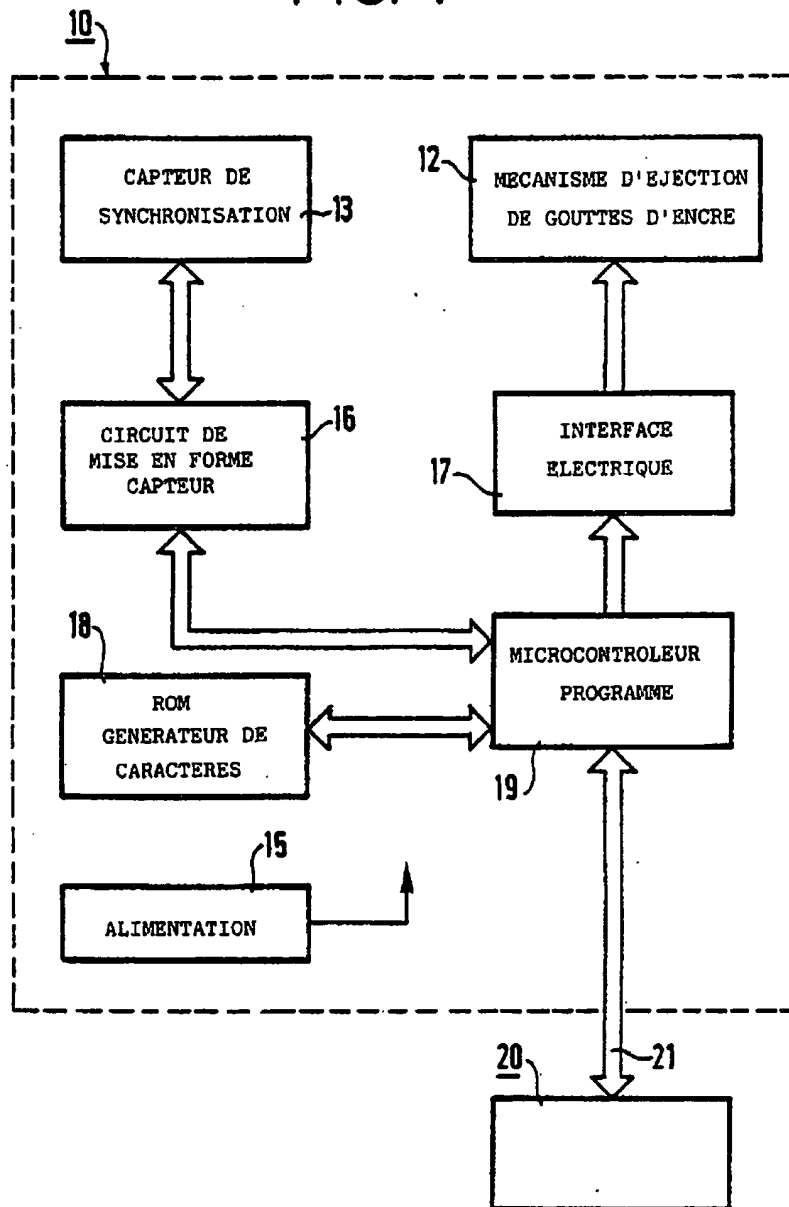 10
CAPTEUR DE
SYNCHRONISATION
13
12
MECANISME D'EJECTION
DE GOUTTES D'ENCRE
CIRCUIT DE
MISE EN FORME
CAPTEUR
16
INTERFACE
ELECTRIQUE
17
18
ROM
GENERATEUR DE
CARACTERES
MICROCONTROLEUR
PROGRAMME
19
15
ALIMENTATION
20
21